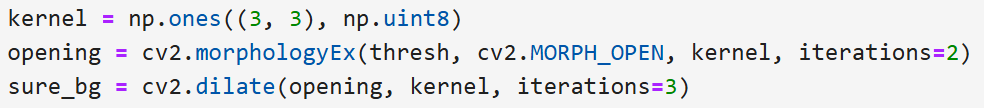 kernel = np.ones((3, 3), np.uint8)
opening = cv2.morphologyEx(thresh, cv2.MORPH_OPEN, kernel, iterations=2)
sure_bg = cv2.dilate(opening, kernel, iterations=3)